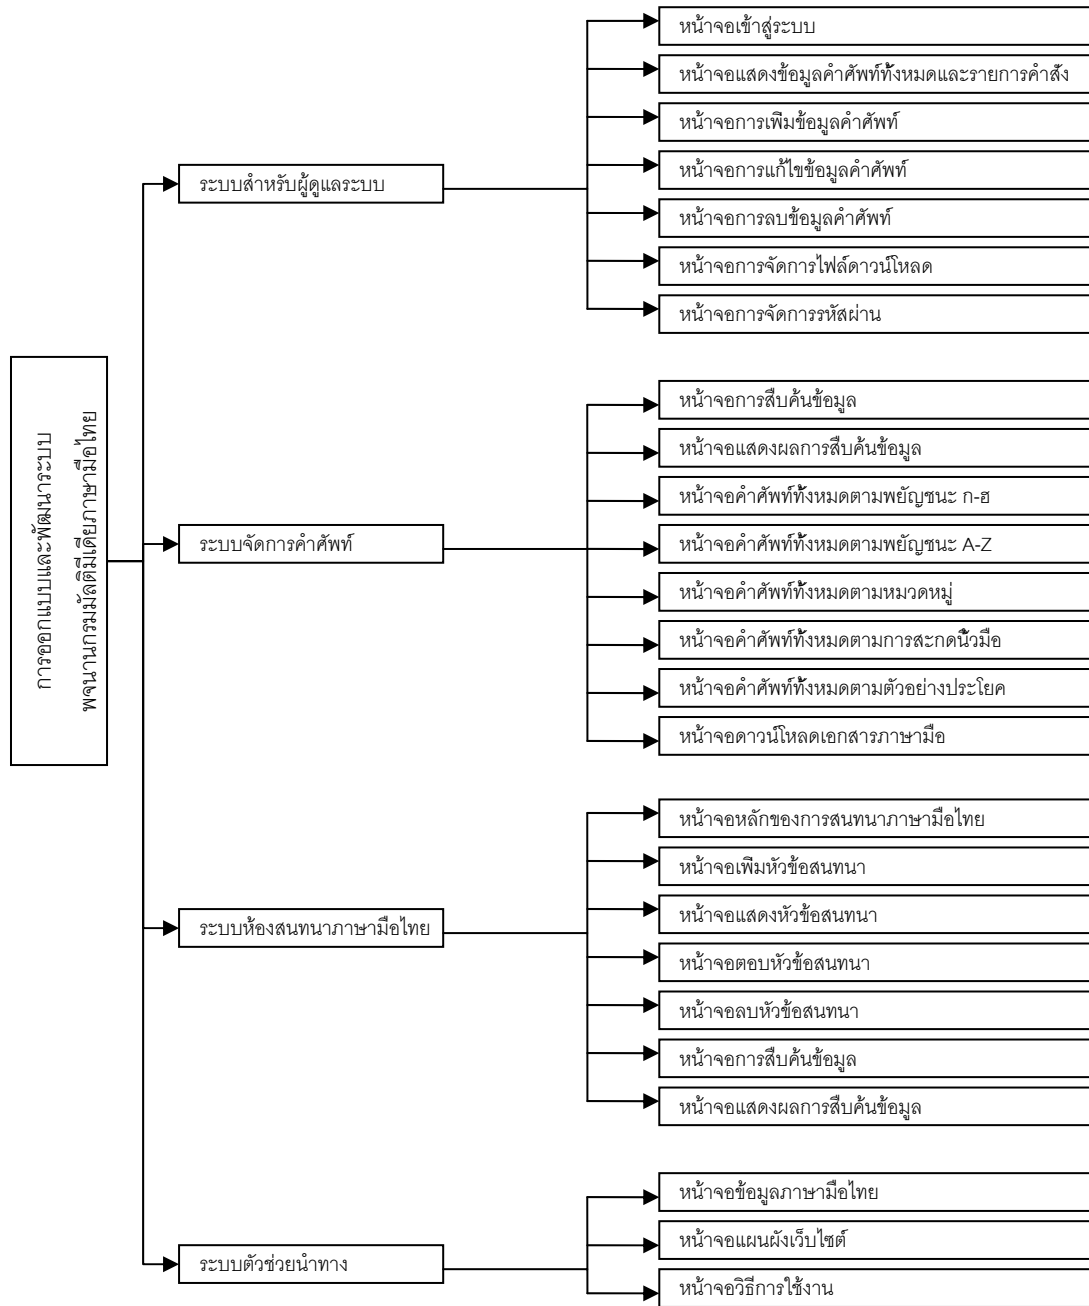 การออกแบบและพัฒนาระบบ
พจนานุกรมมัลติมีเดียภาษามือไทย
ระบบสำหรับผู้ดูแลระบบ
หน้าจอเข้าสู่ระบบ
หน้าจอแสดงข้อมูลคำศัพท์ทั้งหมดและรายการคำสั่ง
หน้าจอการเพิ่มข้อมูลคำศัพท์
หน้าจอการแก้ไขข้อมูลคำศัพท์
หน้าจอการลบข้อมูลคำศัพท์
หน้าจอการจัดการไฟล์ดาวน์โหลด
หน้าจอการจัดการรหัสผ่าน
ระบบจัดการคำศัพท์
หน้าจอการสืบค้นข้อมูล
หน้าจอแสดงผลการสืบค้นข้อมูล
หน้าจอคำศัพท์ทั้งหมดตามพยัญชนะ ก-ฮ
หน้าจอคำศัพท์ทั้งหมดตามพยัญชนะ A-Z
หน้าจอคำศัพท์ทั้งหมดตามหมวดหมู่
หน้าจอคำศัพท์ทั้งหมดตามการสะกดนิ้วมือ
หน้าจอคำศัพท์ทั้งหมดตามตัวอย่างประโยค
หน้าจอดาวน์โหลดเอกสารภาษามือ
ระบบห้องสนทนาภาษามือไทย
หน้าจอหลักของการสนทนาภาษามือไทย
หน้าจอเพิ่มหัวข้อสนทนา
หน้าจอแสดงหัวข้อสนทนา
หน้าจอตอบหัวข้อสนทนา
หน้าจอลบหัวข้อสนทนา
หน้าจอการสืบค้นข้อมูล
หน้าจอแสดงผลการสืบค้นข้อมูล
ระบบตัวช่วยนำทาง
หน้าจอข้อมูลภาษามือไทย
หน้าจอแผนผังเว็บไซต์
หน้าจอวิธีการใช้งาน